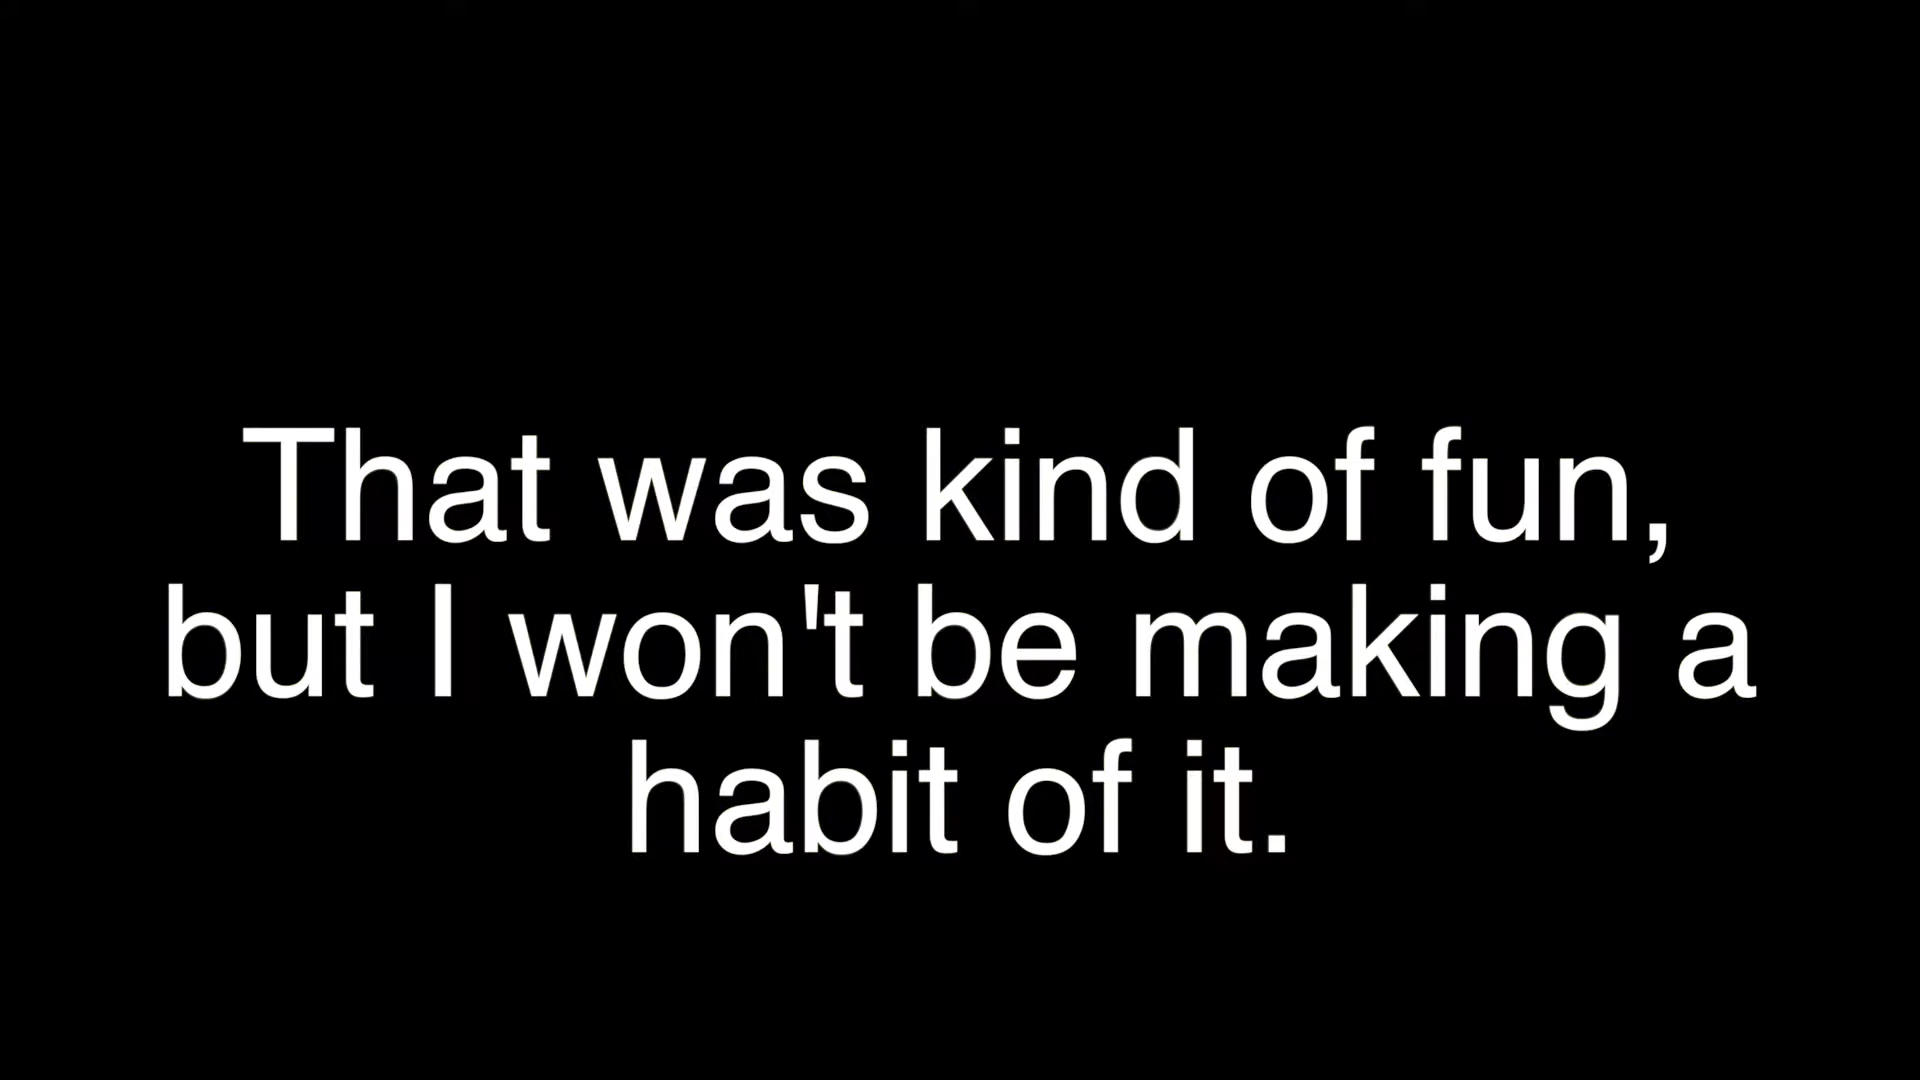 That was kind of fun,
but I won't be making a
habit of it.